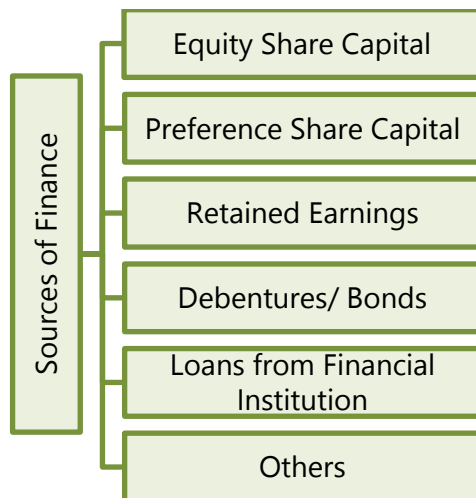 Sources of Finance
Equity Share Capital
Preference Share Capital
Retained Earnings
Debentures/ Bonds
Loans from Financial
Institution
Others